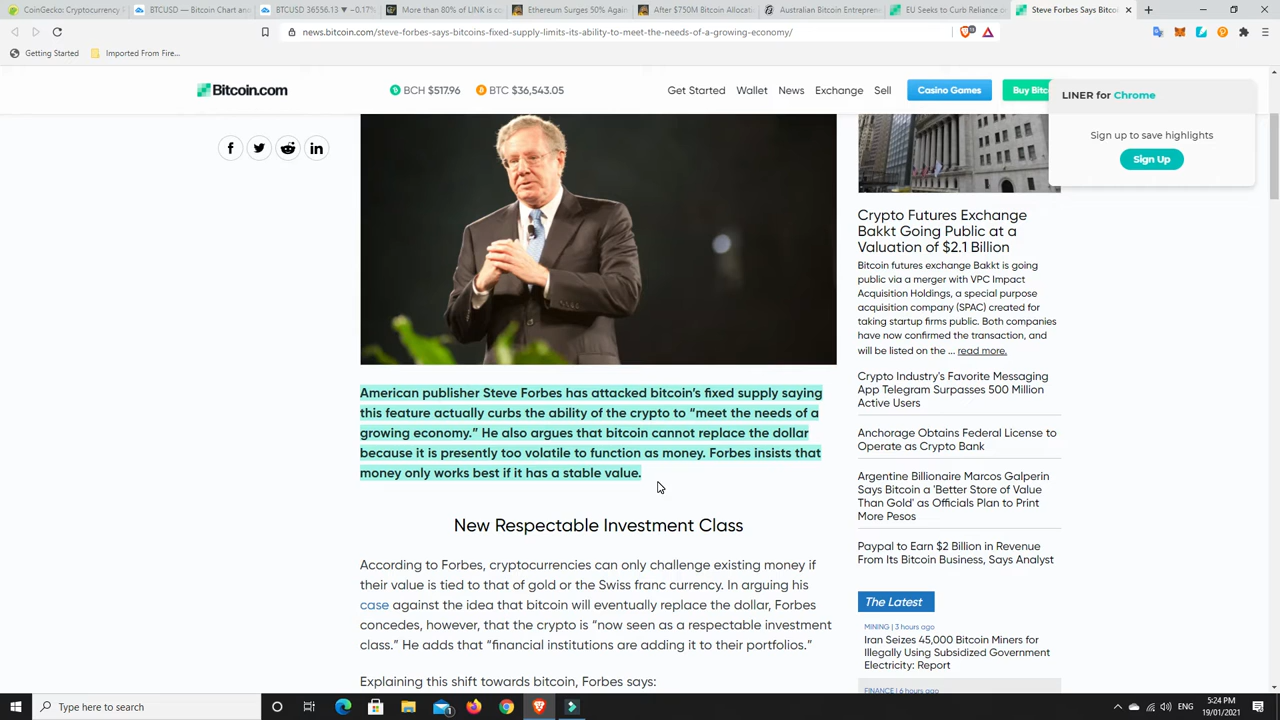 CoinGecko: Cryptocurrency
BTCUSD — Bitcoin Chart and
BTCUSD 36556.13 ▼ −0.17%
More than 80% of LINK is co
Ethereum Surges 50% Again
After $750M Bitcoin Allocati
Australian Bitcoin Entrepren
EU Seeks to Curb Reliance o
Steve Forbes Says Bitco
news.bitcoin.com/steve-forbes-says-bitcoins-fixed-supply-limits-its-ability-to-meet-the-needs-of-a-growing-economy/
Getting Started
Imported From Fire...
Bitcoin.com
BCH $517.96
BTC $36,543.05
Get Started
Wallet
News
Exchange
Sell
Casino Games
Buy Bitc
LINER for Chrome
Sign up to save highlights
Sign Up
American publisher Steve Forbes has attacked bitcoin's fixed supply saying
this feature actually curbs the ability of the crypto to “meet the needs of a
growing economy.” He also argues that bitcoin cannot replace the dollar
because it is presently too volatile to function as money. Forbes insists that
money only works best if it has a stable value.
New Respectable Investment Class
According to Forbes, cryptocurrencies can only challenge existing money if
their value is tied to that of gold or the Swiss franc currency. In arguing his
case against the idea that bitcoin will eventually replace the dollar, Forbes
concedes, however, that the crypto is “now seen as a respectable investment
class.” He adds that “financial institutions are adding it to their portfolios.”
Explaining this shift towards bitcoin, Forbes says:
Crypto Futures Exchange
Bakkt Going Public at a
Valuation of $2.1 Billion
Bitcoin futures exchange Bakkt is going
public via a merger with VPC Impact
Acquisition Holdings, a special purpose
acquisition company (SPAC) created for
taking startup firms public. Both companies
have now confirmed the transaction, and
will be listed on the ... read more.
Crypto Industry's Favorite Messaging
App Telegram Surpasses 500 Million
Active Users
Anchorage Obtains Federal License to
Operate as Crypto Bank
Argentine Billionaire Marcos Galperin
Says Bitcoin a 'Better Store of Value
Than Gold' as Officials Plan to Print
More Pesos
Paypal to Earn $2 Billion in Revenue
From Its Bitcoin Business, Says Analyst
The Latest
MINING | 3 hours ago
Iran Seizes 45,000 Bitcoin Miners for
Illegally Using Subsidized Government
Electricity: Report
FINANCE | 6 hours ago
Type here to search
ENG
5:24 PM
19/01/2021